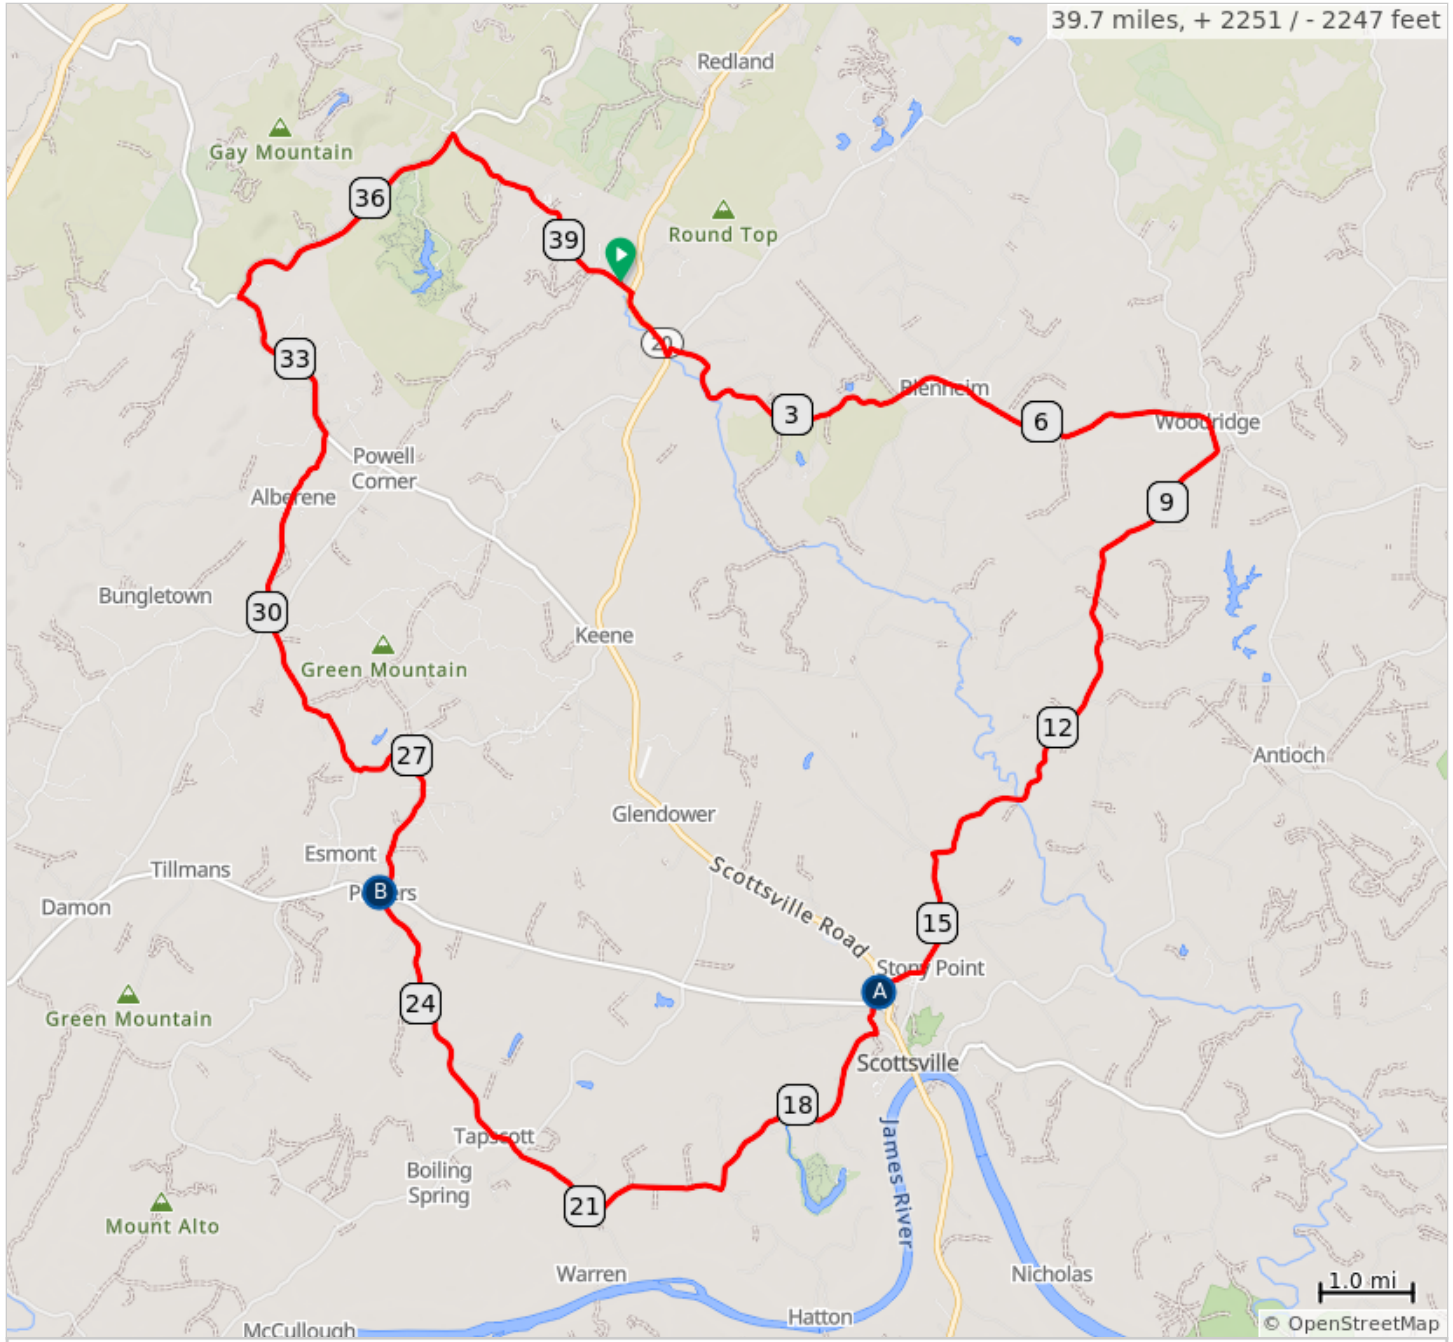 39.7 miles, + 2251 / - 2247 feet
Redland
Gay Mountain
36
Round Top
39
20
33
3
Blenheim
6
Woodridge
Powell
Corner
Alberene
9
Bungletown
30
Keene
Green Mountain
12
27
Antioch
Glendower
Esmont
Tillmans
Scottsville Road
B
Porters
Damon
15
Stony Point
A
24
Green Mountain
Scottsville
18
James River
Tapscott
Boiling
Spring
21
Mount Alto
Warren
Nicholas
1.0 mi
Hatton
McCullough
© OpenStreetMap